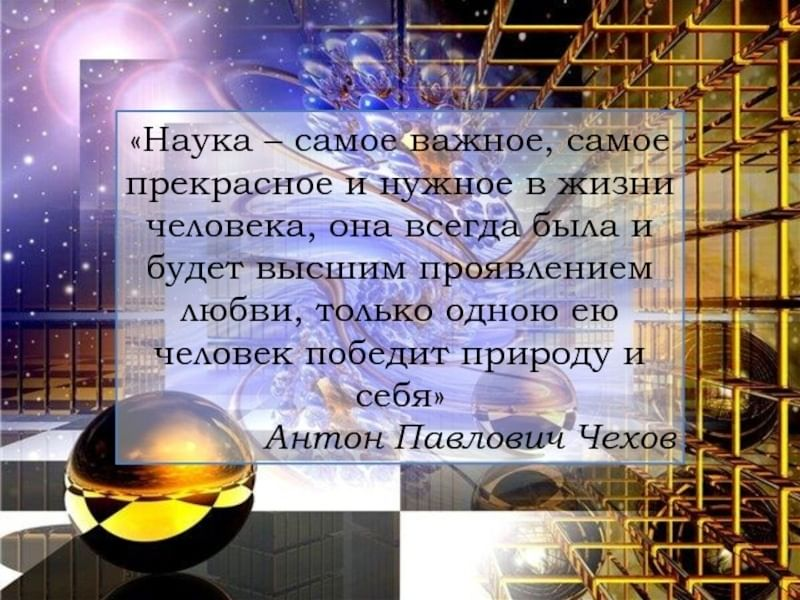 «Наука – самое важное, самое
прекрасное и нужное в жизни
человека, она всегда была и
будет высшим проявлением
любви, только одною ею
человек победит природу и
себя»
Антон Павлович Чехов